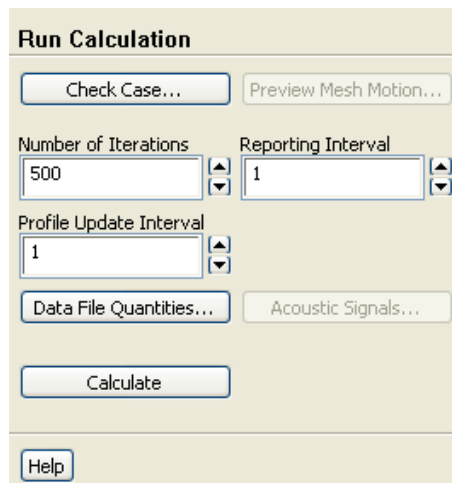 Run Calculation
Check Case... Preview Mesh Motion...
Number of Iterations Reporting Interval
500 1
Profile Update Interval
1
Data File Quantities... Acoustic Signals...
Calculate
Help